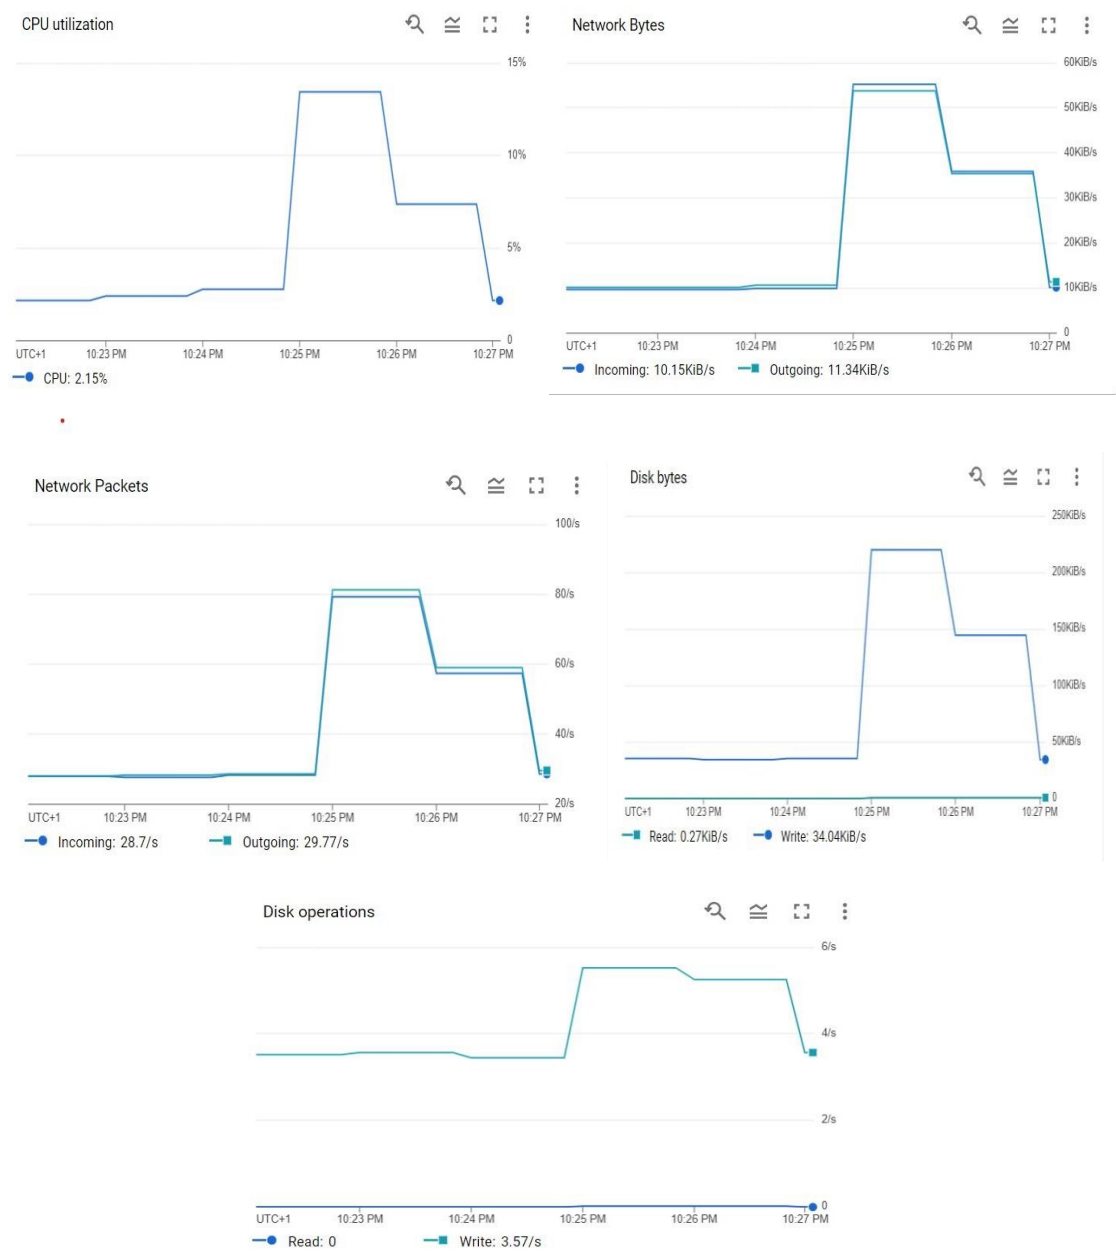 CPU utilization
15%
10%
5%
0
UTC+1 10:23 PM 10:24 PM 10:25 PM 10:26 PM 10:27 PM
CPU: 2.15%
Network Bytes
60KiB/s
50KiB/s
40KiB/s
30KiB/s
20KiB/s
10KiB/s
0
UTC+1 10:23 PM 10:24 PM 10:25 PM 10:26 PM 10:27 PM
Incoming: 10.15KiB/s Outgoing: 11.34KiB/s
Network Packets
100/s
80/s
60/s
40/s
20/s
UTC+1 10:23 PM 10:24 PM 10:25 PM 10:26 PM 10:27 PM
Incoming: 28.7/s Outgoing: 29.77/s
Disk bytes
250KiB/s
200KiB/s
150KiB/s
100KiB/s
50KiB/s
0
UTC+1 10:23 PM 10:24 PM 10:25 PM 10:26 PM 10:27 PM
Read: 0.27KiB/s Write: 34.04KiB/s
Disk operations
6/s
4/s
2/s
0
UTC+1 10:23 PM 10:24 PM 10:25 PM 10:26 PM 10:27 PM
Read: 0 Write: 3.57/s